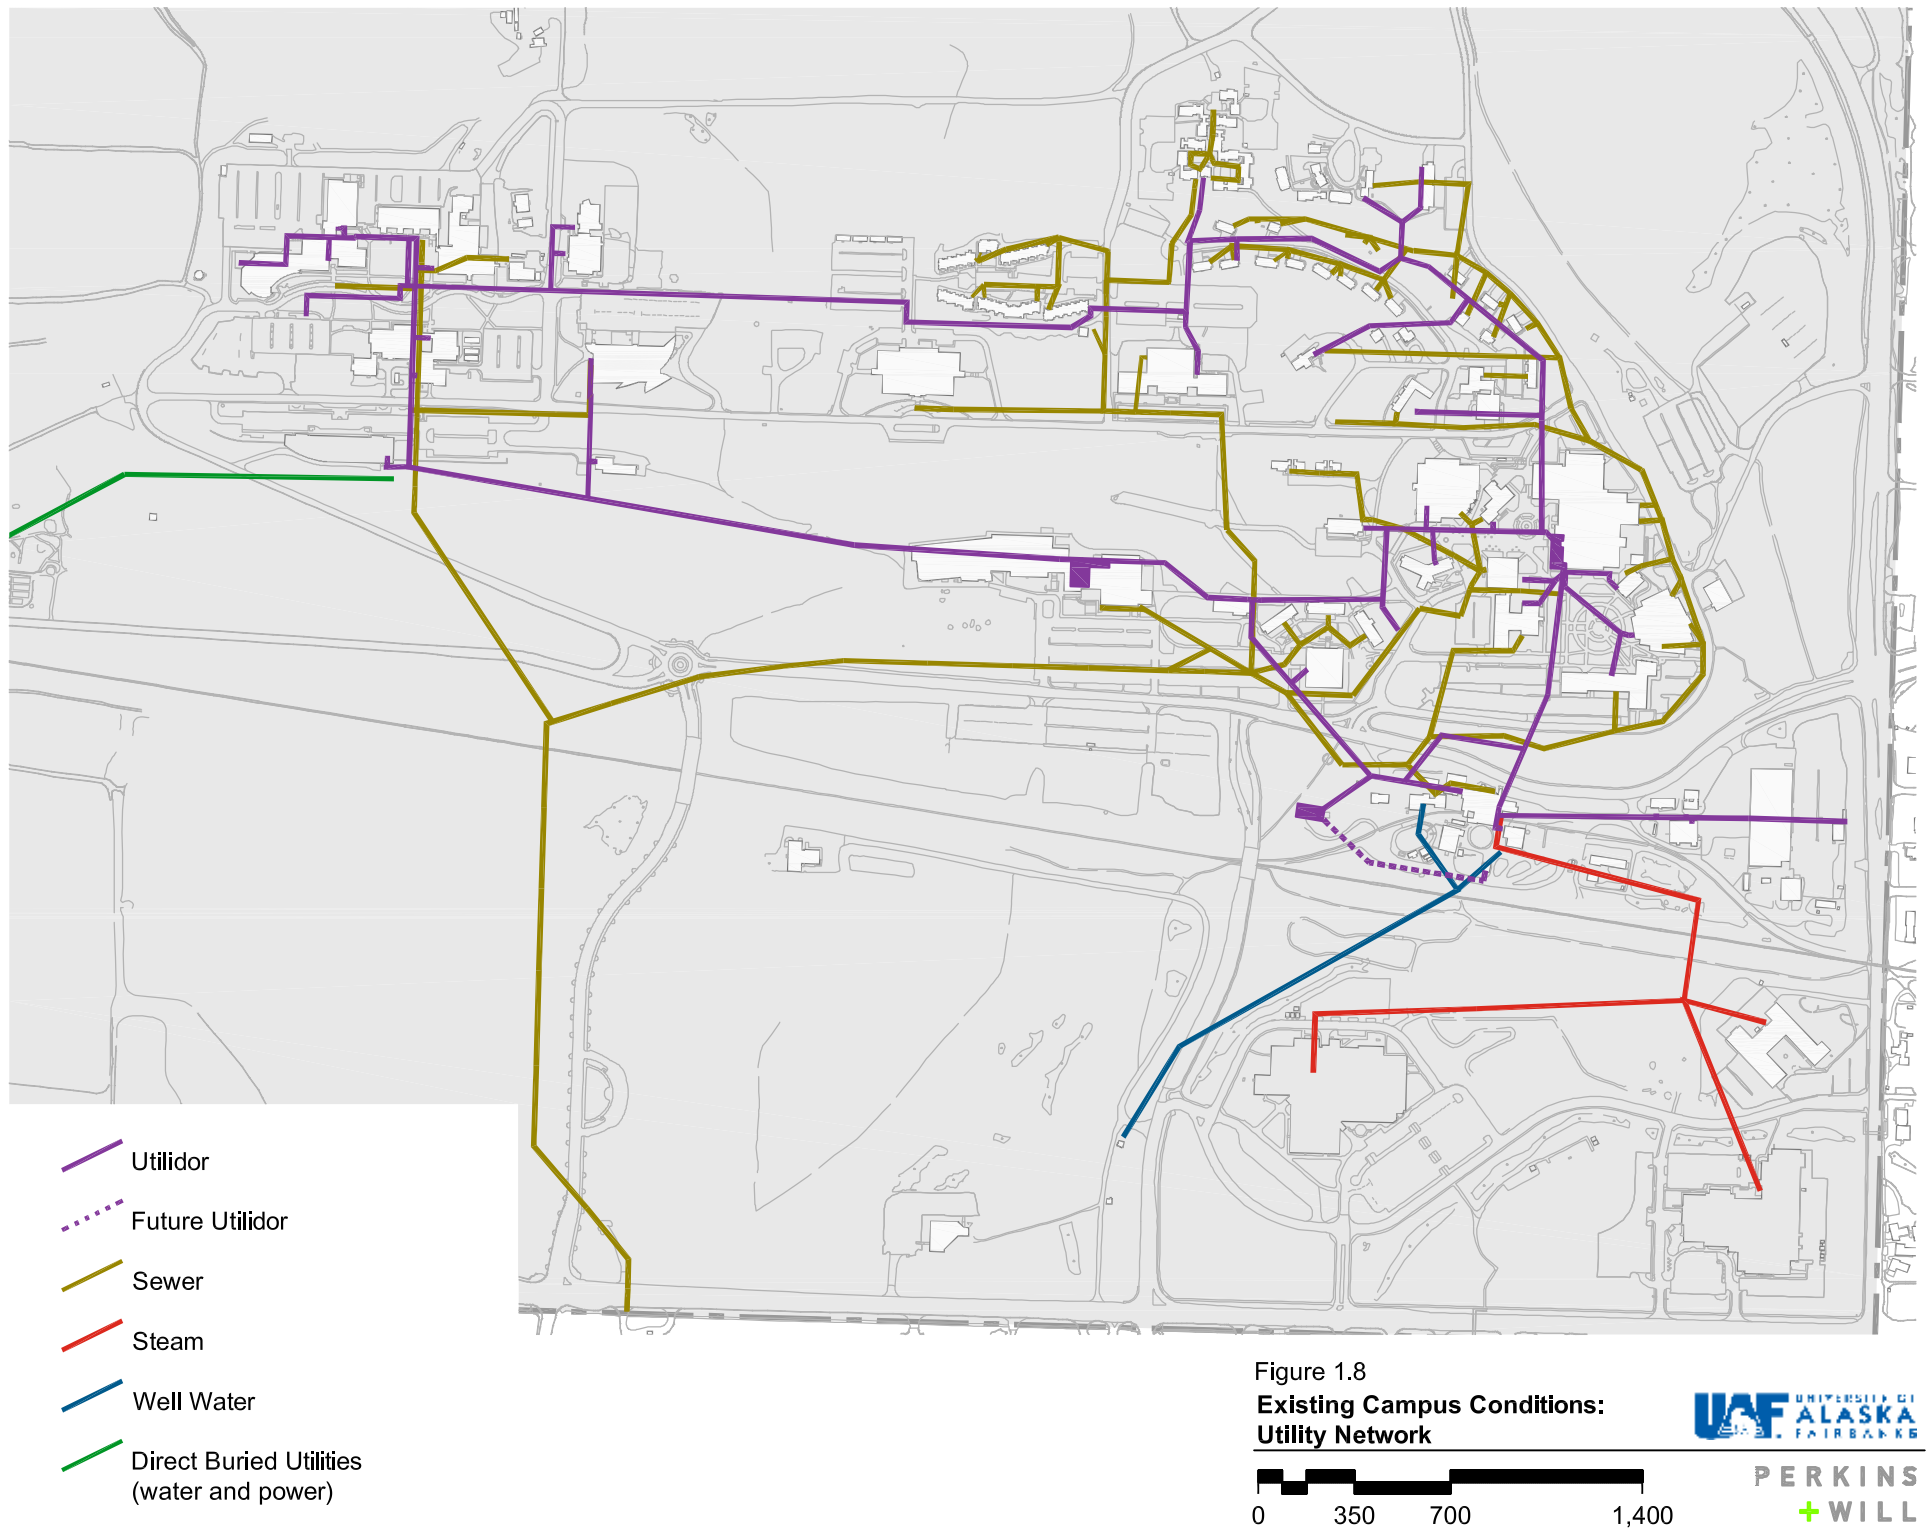 Utilidor
Future Utilidor
Sewer
Steam
Well Water
Direct Buried Utilities
(water and power)
Figure 1.8
Existing Campus Conditions:
Utility Network
0 350 700 1,400
UAF
UNIVERSITY OF
ALASKA
FAIRBANKS
PERKINS
+WILL